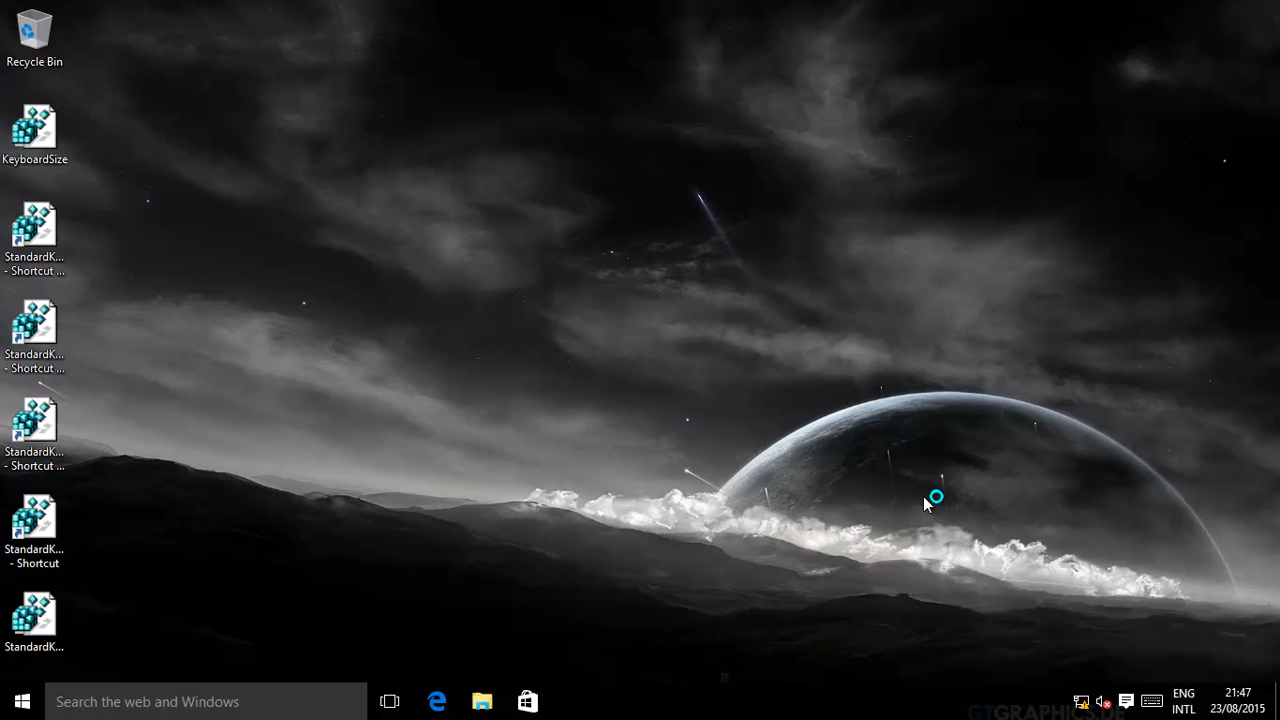 Recycle Bin
KeyboardSize
StandardK...
- Shortcut ...
StandardK...
- Shortcut ...
StandardK...
- Shortcut ...
StandardK...
- Shortcut
StandardK...
Search the web and Windows
ENG
INTL
21:47
23/08/2015
GTGRAPHICS.DE